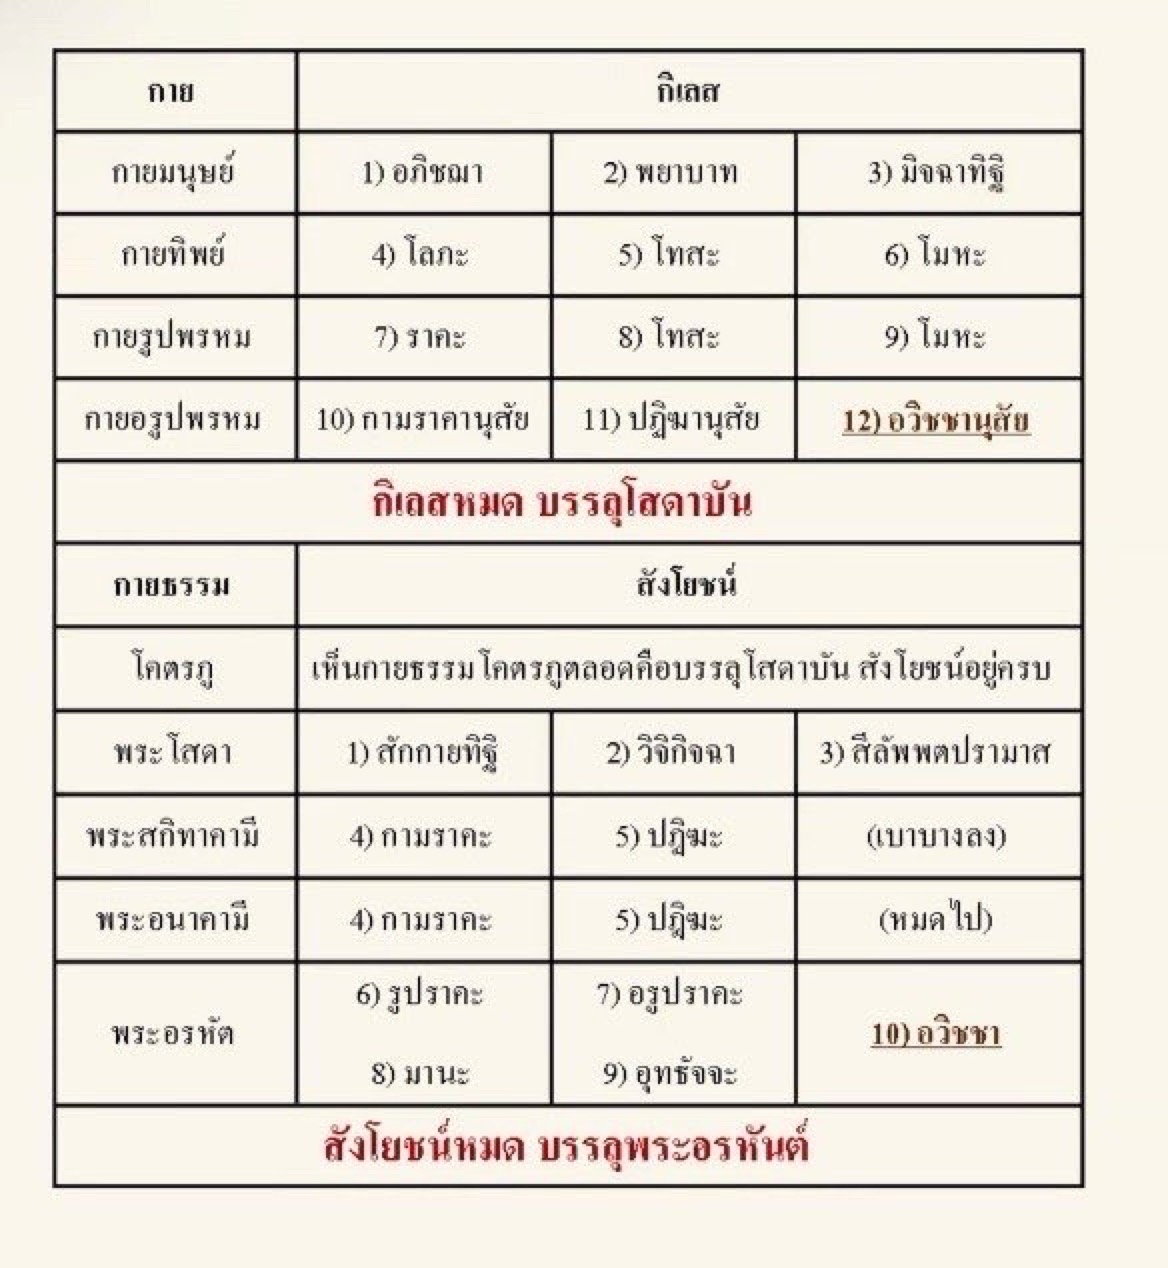 กาย กิเลส
กายมนุษย์ 1) อภิชฌา 2) พยาบาท 3) มิจฉาทิฐิ
กายทิพย์ 4) โลภะ 5) โทสะ 6) โมหะ
กายรูปพรหม 7) ราคะ 8) โทสะ 9) โมหะ
กายอรูปพรหม 10) กามราคานุสัย 11) ปฏิฆานุสัย 12) อวิชชานุสัย
กิเลสหมด บรรลุโสดาบัน
กายธรรม สังโยชน์
โคตรภู เห็นกายธรรมโคตรภูตลอดคือบรรลุโสดาบัน สังโยชน์อยู่ครบ
พระโสดา 1) สักกายทิฐิ 2) วิจิกิจฉา 3) สีลัพพตปรามาส
พระสกิทาคามี 4) กามราคะ 5) ปฏิฆะ (เบาบางลง)
พระอนาคามี 4) กามราคะ 5) ปฏิฆะ (หมดไป)
พระอรหัต 6) รูปราคะ 7) อรูปราคะ 10) อวิชชา
8) มานะ 9) อุทธัจจะ
สังโยชน์หมด บรรลุพระอรหันต์